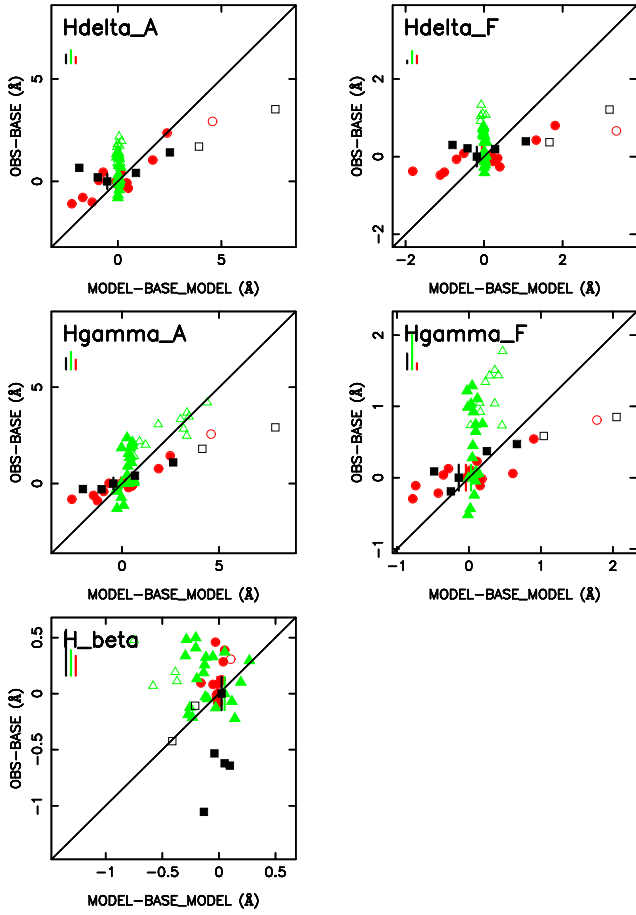 Hdelta_A
OBS-BASE (Å)
5
0
0
5
MODEL-BASE_MODEL (Å)
Hdelta_F
OBS-BASE (Å)
2
0
-2
-2
0
2
MODEL-BASE_MODEL (Å)
Hgamma_A
OBS-BASE (Å)
5
0
0
5
MODEL-BASE_MODEL (Å)
Hgamma_F
OBS-BASE (Å)
2
1
0
-1
-1
0
1
2
MODEL-BASE_MODEL (Å)
H_beta
OBS-BASE (Å)
0.5
0
-0.5
-1
-1
-0.5
0
0.5
MODEL-BASE_MODEL (Å)